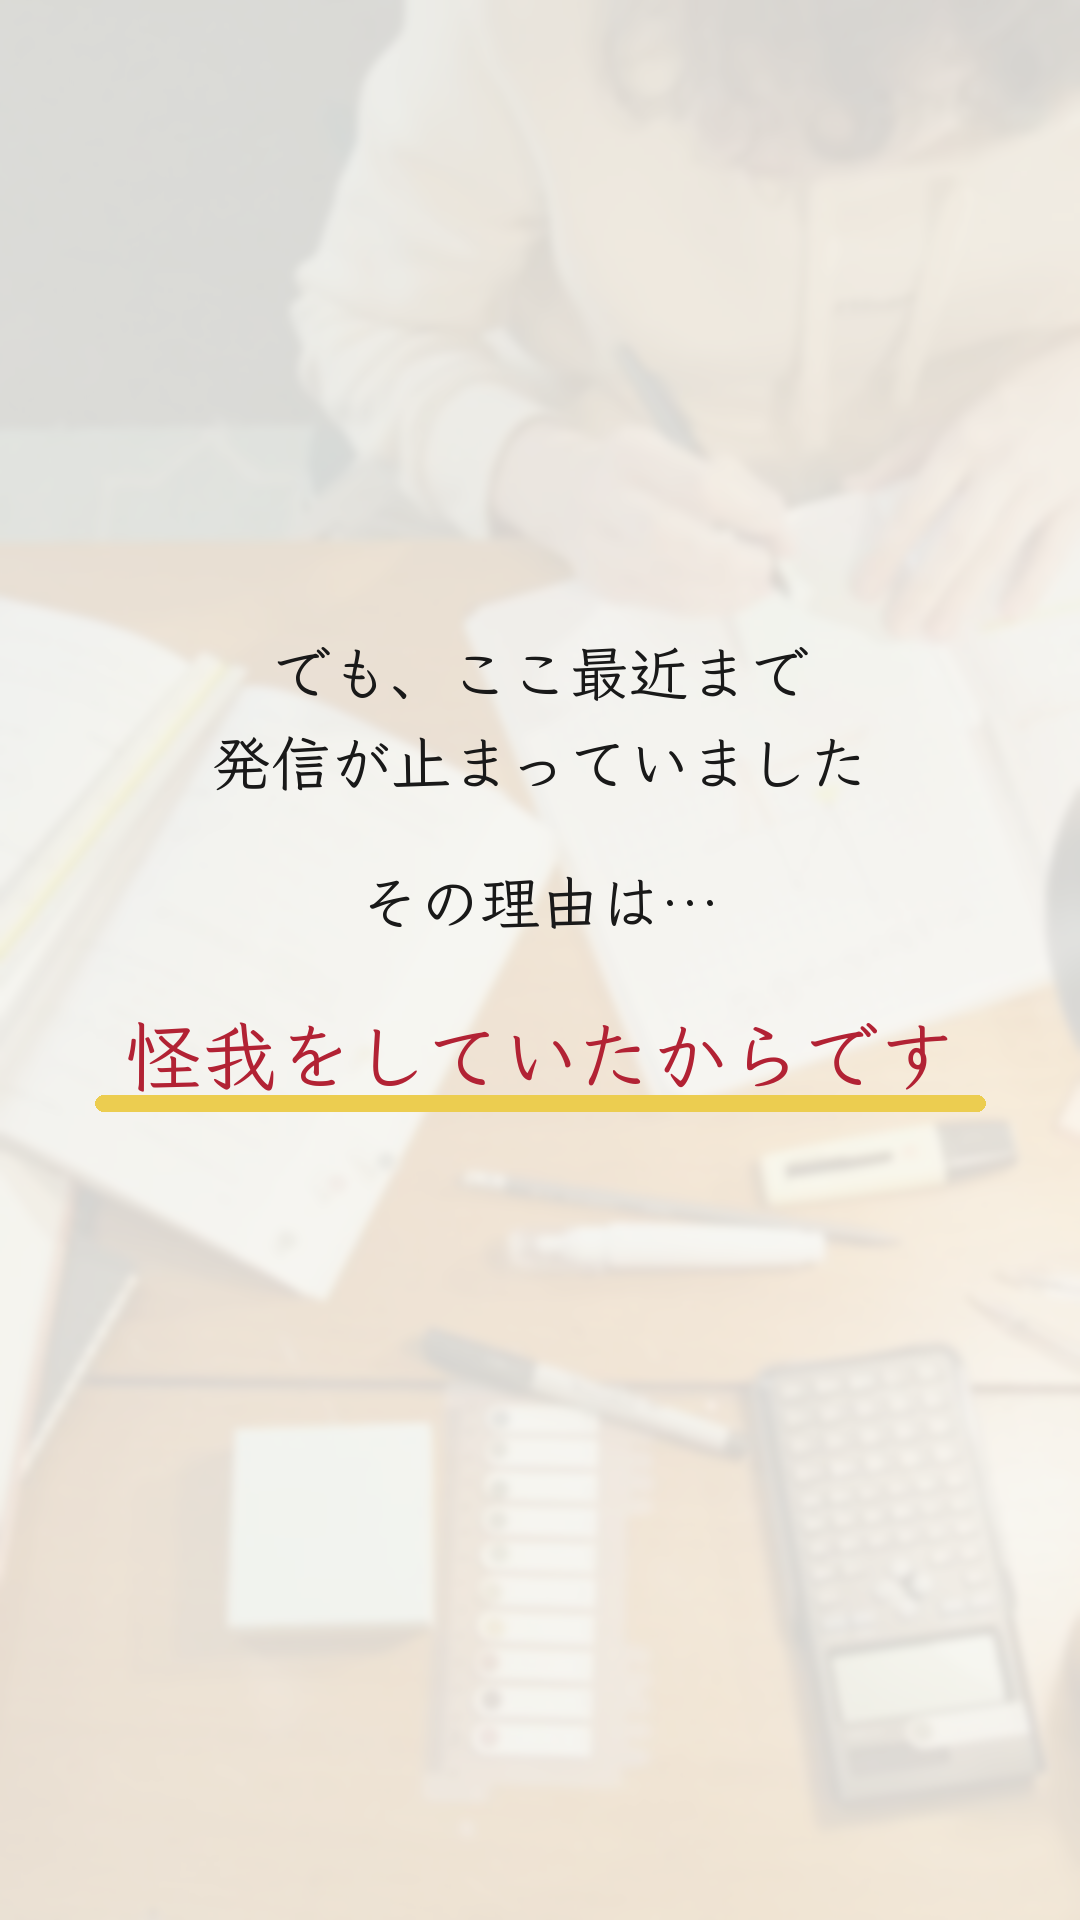 でも、ここ最近まで
発信が止まっていました
その理由は…
怪我をしていたからです